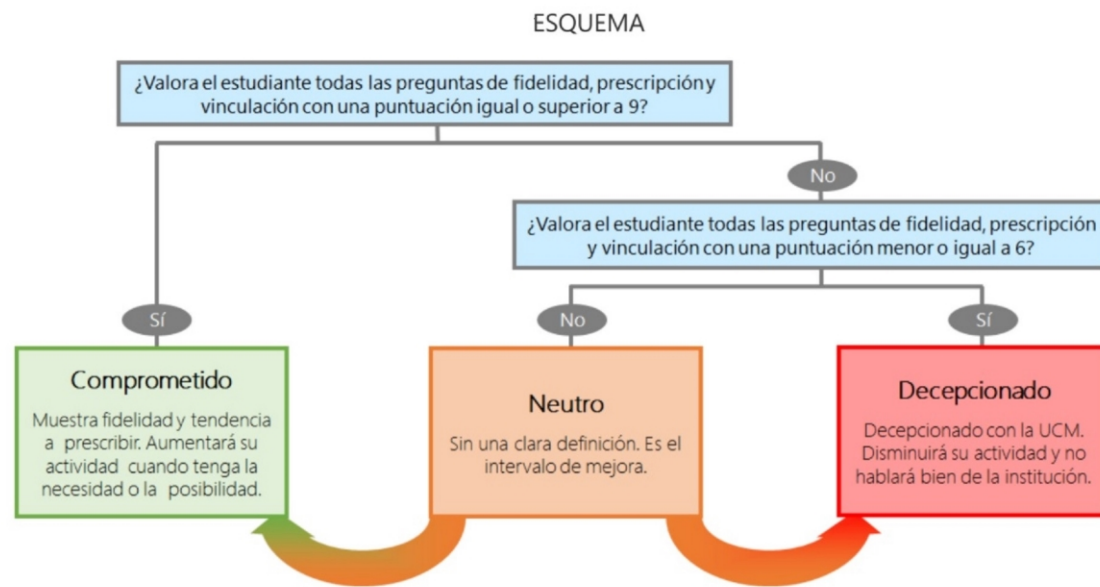 ESQUEMA
¿Valora el estudiante todas las preguntas de fidelidad, prescripción y
vinculación con una puntuación igual o superior a 9?
No
¿Valora el estudiante todas las preguntas de fidelidad, prescripción
y vinculación con una puntuación menor o igual a 6?
Sí
No
Sí
Comprometido
Muestra fidelidad y tendencia
a prescribir. Aumentará su
actividad cuando tenga la
necesidad o la posibilidad.
Neutro
Sin una clara definición. Es el
intervalo de mejora.
Decepcionado
Decepcionado con la UCM.
Disminuirá su actividad y no
hablará bien de la institución.